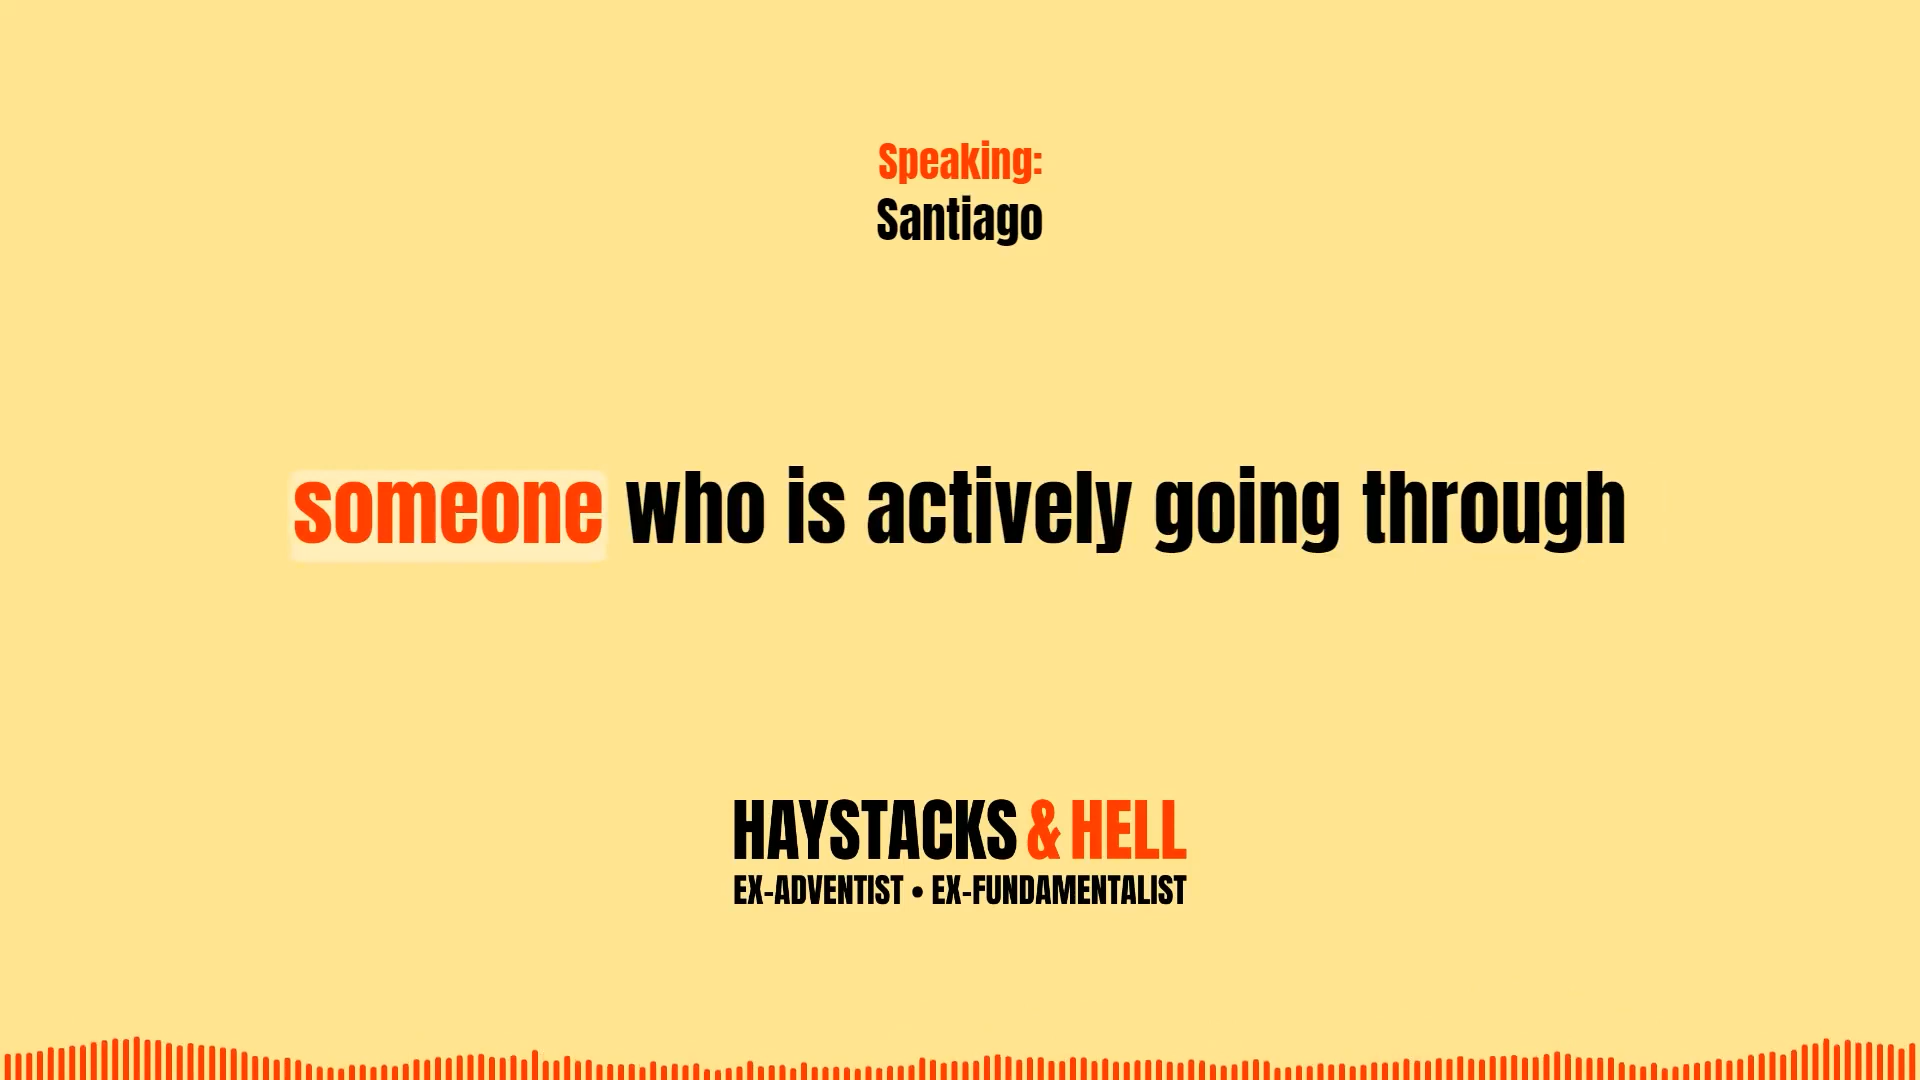 Speaking:
Santiago
someone who is actively going through
HAYSTACKS & HELL
EX-ADVENTIST • EX-FUNDAMENTALIST